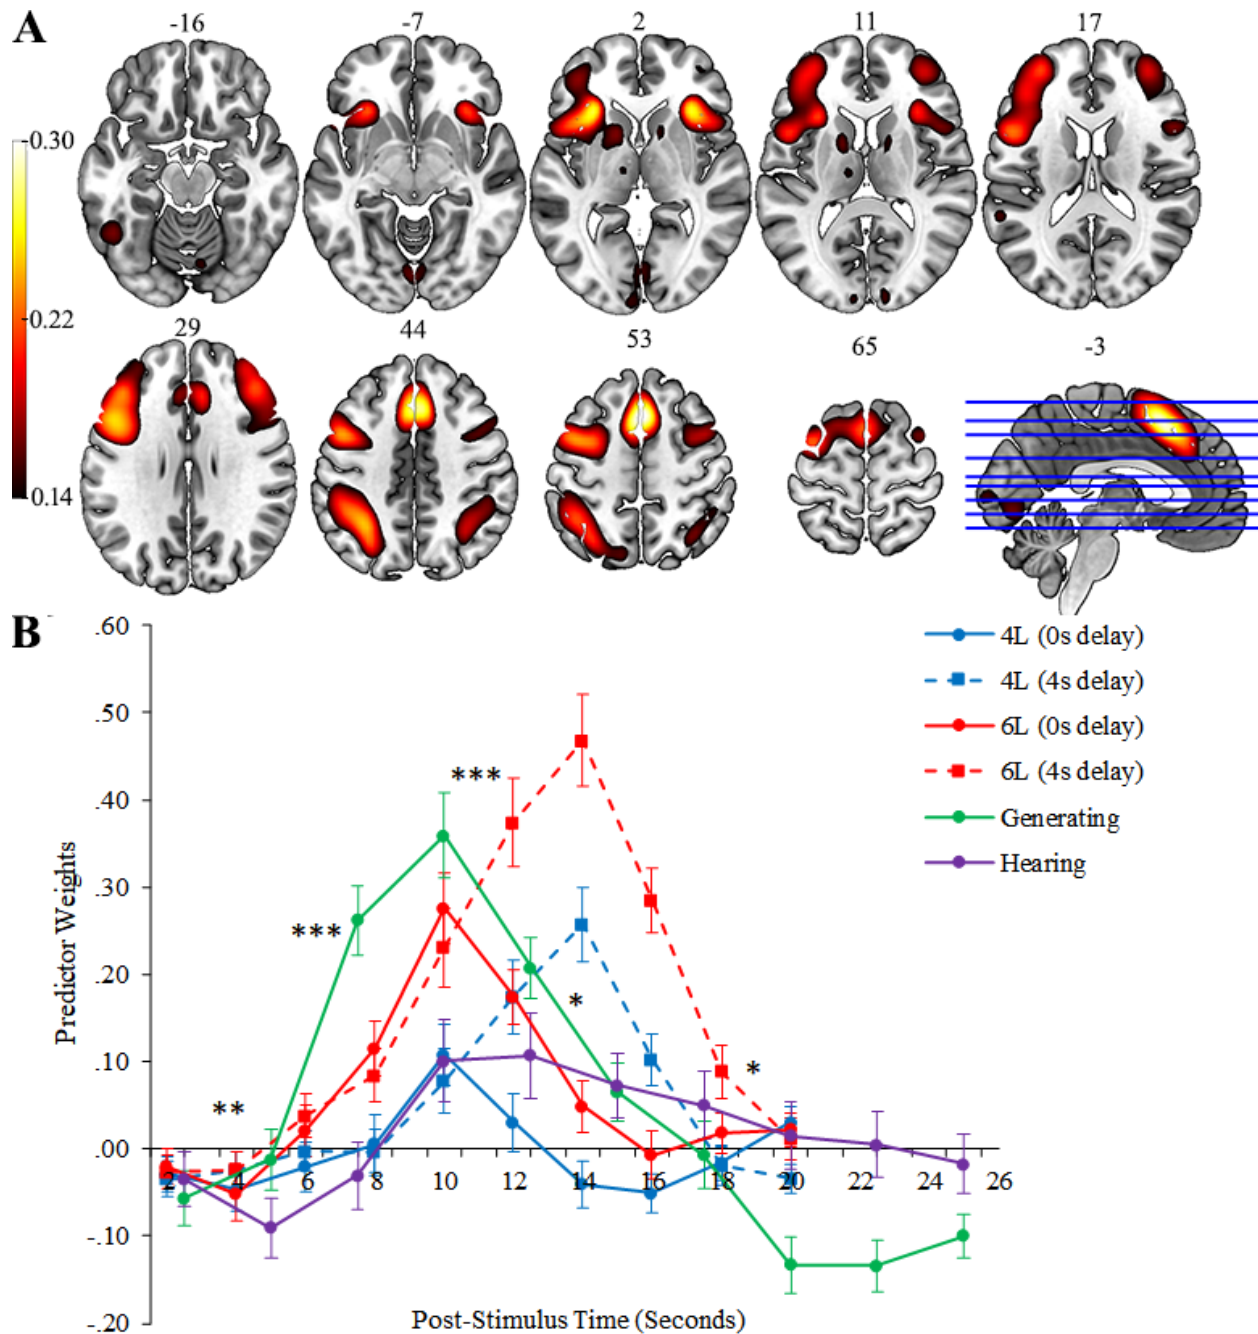 A
-16
-7
2
11
17
-0.30
-0.22
-0.14
29
44
53
65
-3
B
.60
.50
.40
.30
.20
.10
.00
-.10
-.20
Predictor Weights
***
***
**
*
*
2 4 6 8 10 12 14 16 18 20 22 24 26
Post-Stimulus Time (Seconds)
4L (0s delay)
4L (4s delay)
6L (0s delay)
6L (4s delay)
Generating
Hearing